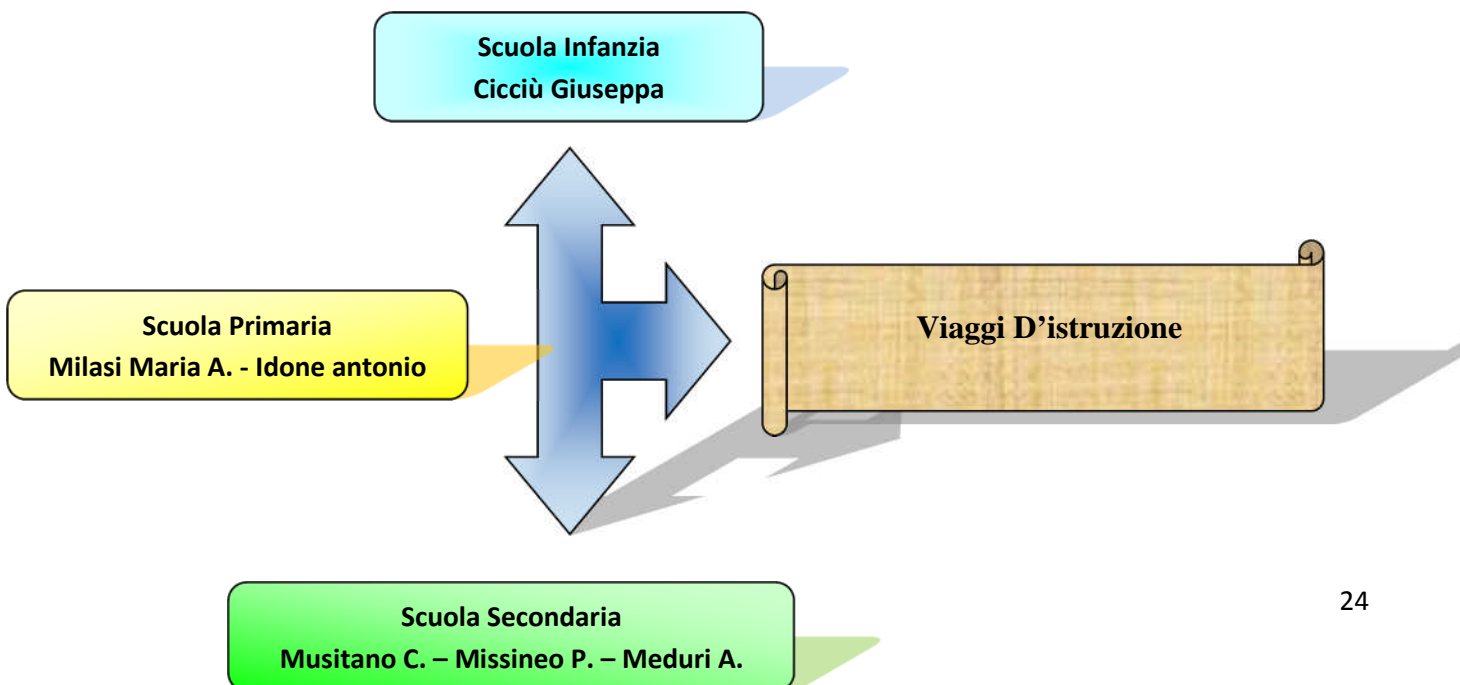 Scuola Infanzia
Cicciù Giuseppa
Scuola Primaria
Milasi Maria A. - Idone antonio
Viaggi D'istruzione
Scuola Secondaria
Musitano C. – Missineo P. – Meduri A.
24